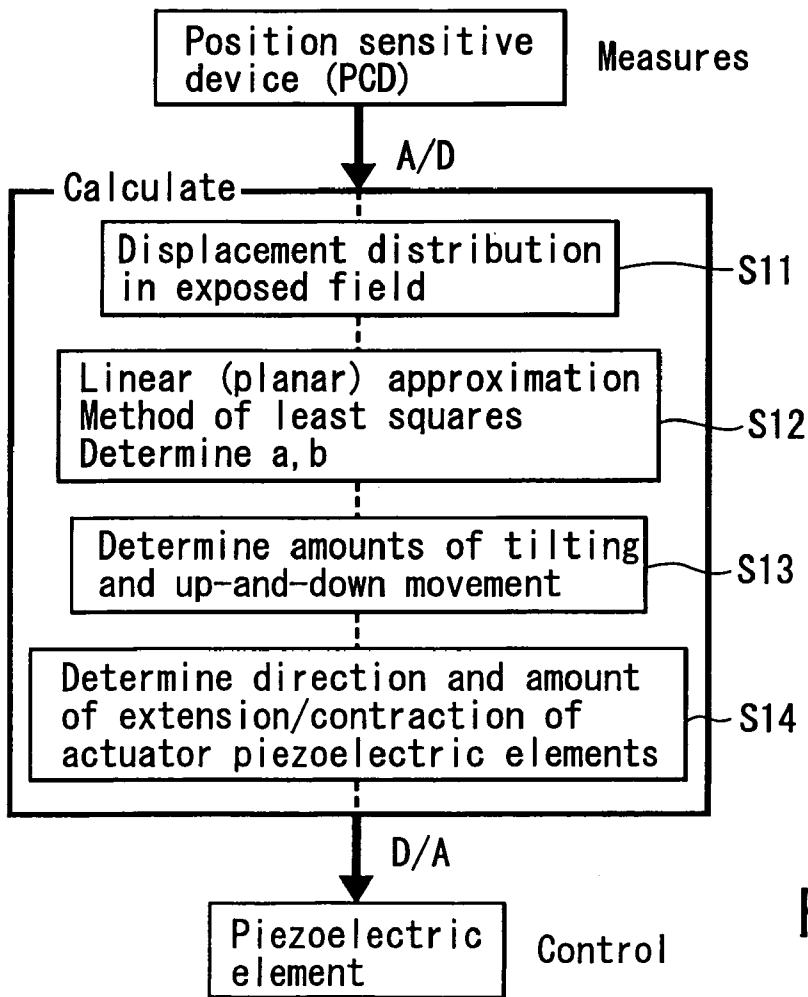 Position sensitive
device (PCD)
Measures
A/D
Calculate
Displacement distribution
in exposed field
S11
Linear (planar) approximation
Method of least squares
Determine a,b
S12
Determine amounts of tilting
and up-and-down movement
S13
Determine direction and amount
of extension/contraction of
actuator piezoelectric elements
S14
D/A
Piezoelectric
element
Control